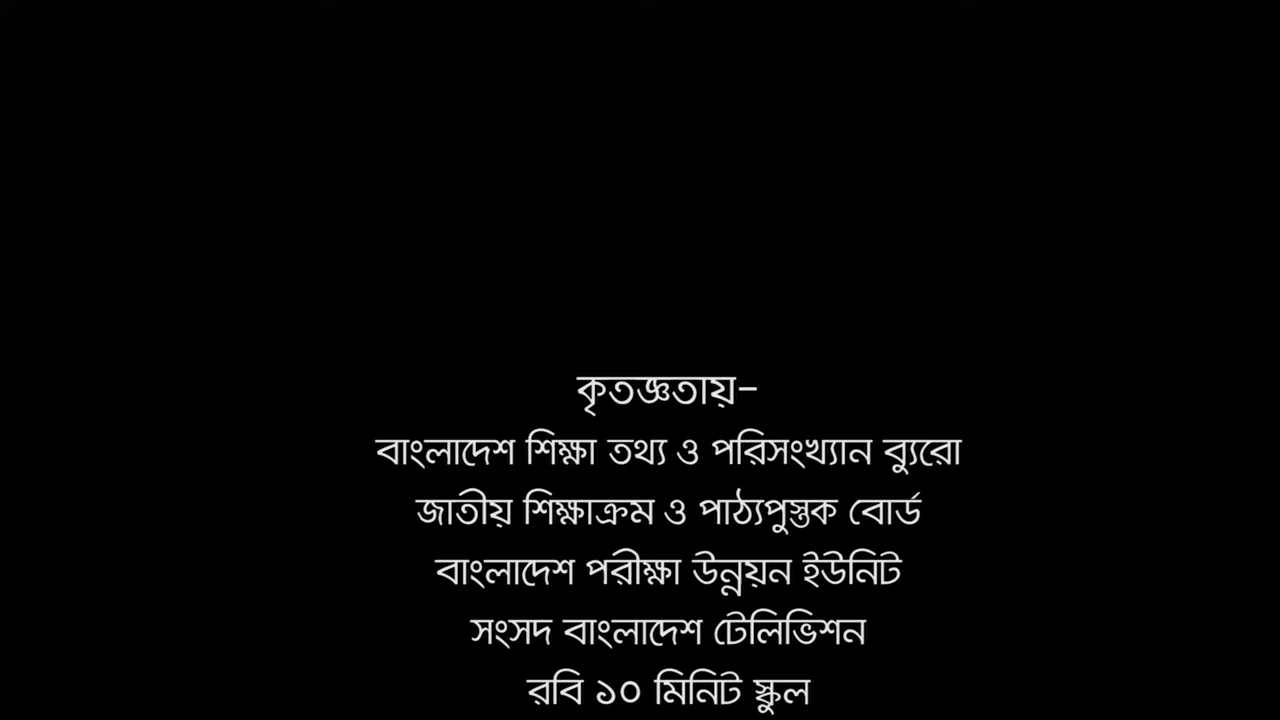 কৃতজ্ঞতায়-
বাংলাদেশ শিক্ষা তথ্য ও পরিসংখ্যান ব্যুরো
জাতীয় শিক্ষাক্রম ও পাঠ্যপুস্তক বোর্ড
বাংলাদেশ পরীক্ষা উন্নয়ন ইউনিট
সংসদ বাংলাদেশ টেলিভিশন
রবি ১০ মিনিট স্কুল